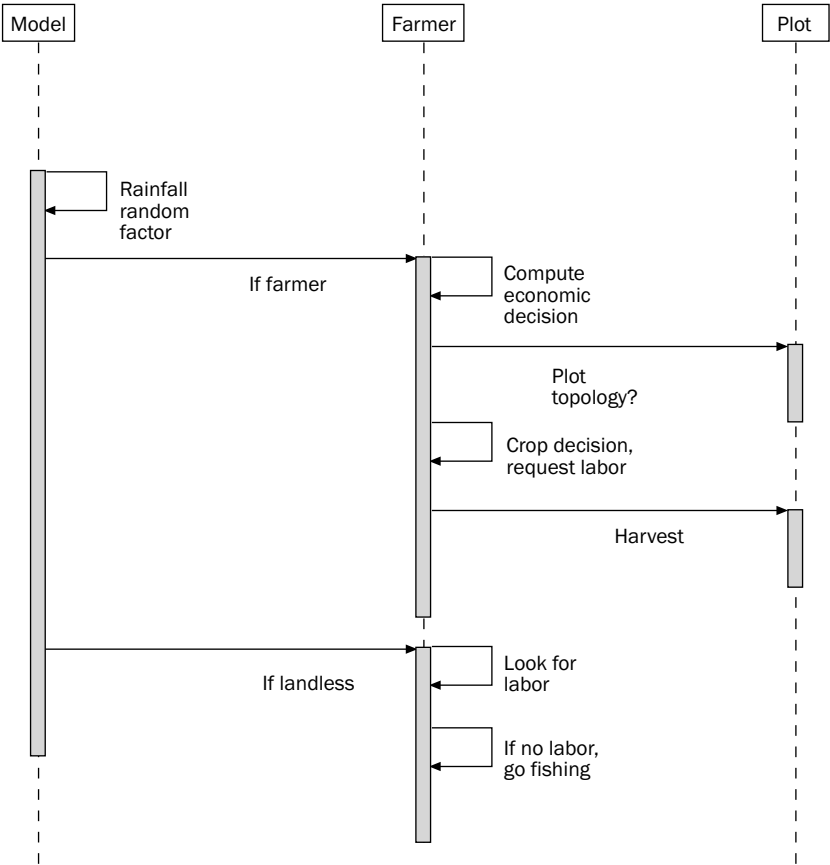 Model
Farmer
Plot
Rainfall
random
factor
If farmer
Compute
economic
decision
Plot
topology?
Crop decision,
request labor
Harvest
If landless
Look for
labor
If no labor,
go fishing